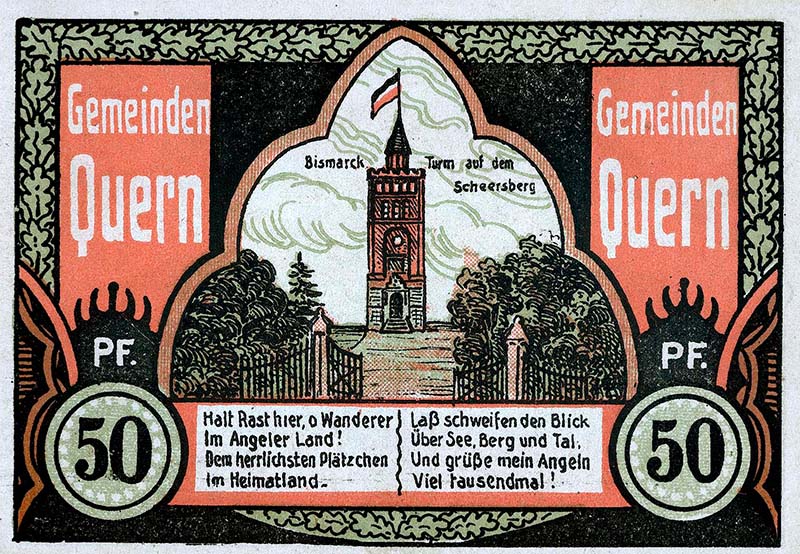 Gemeinden
Quern
Gemeinden
Quern
Bismarck Turm auf dem
Scheersberg
PF.
PF.
50
50
Halt Rast hier, o Wanderer
Im Angeler Land!
Dem herrlichsten Plätzchen
im Heimatland.
Laß schweifen den Blick
Über See, Berg und Tal,
Und grüße mein Angeln
Viel tausendmal!